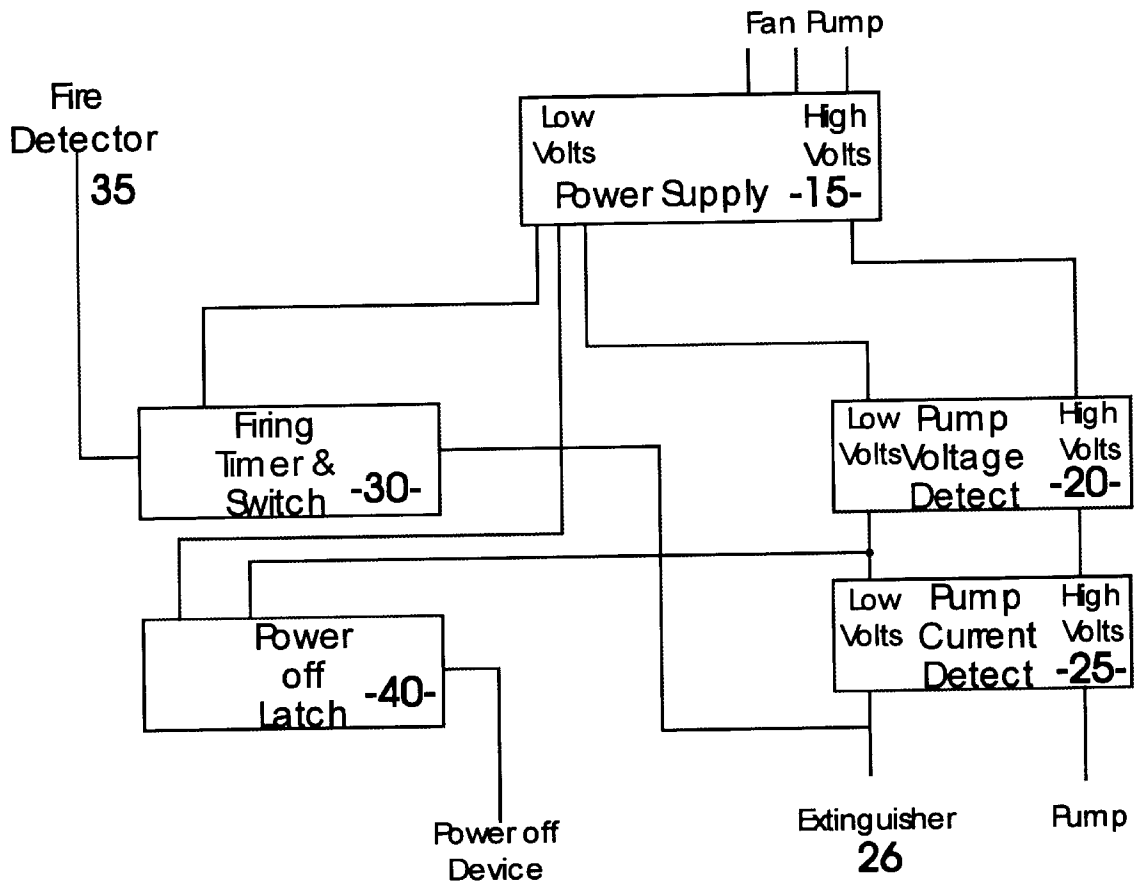 Fan Pump
Fire
Detector
35
Low
Volts
High
Volts
Power Supply -15-
Firing
Timer &
Switch -30-
Low
Volts
Pump
Voltage
Detect
High
Volts
-20-
Low
Volts
Pump
Current
Detect
High
Volts
-25-
Power
off
Latch -40-
Power off
Device
Extinguisher
26
Pump